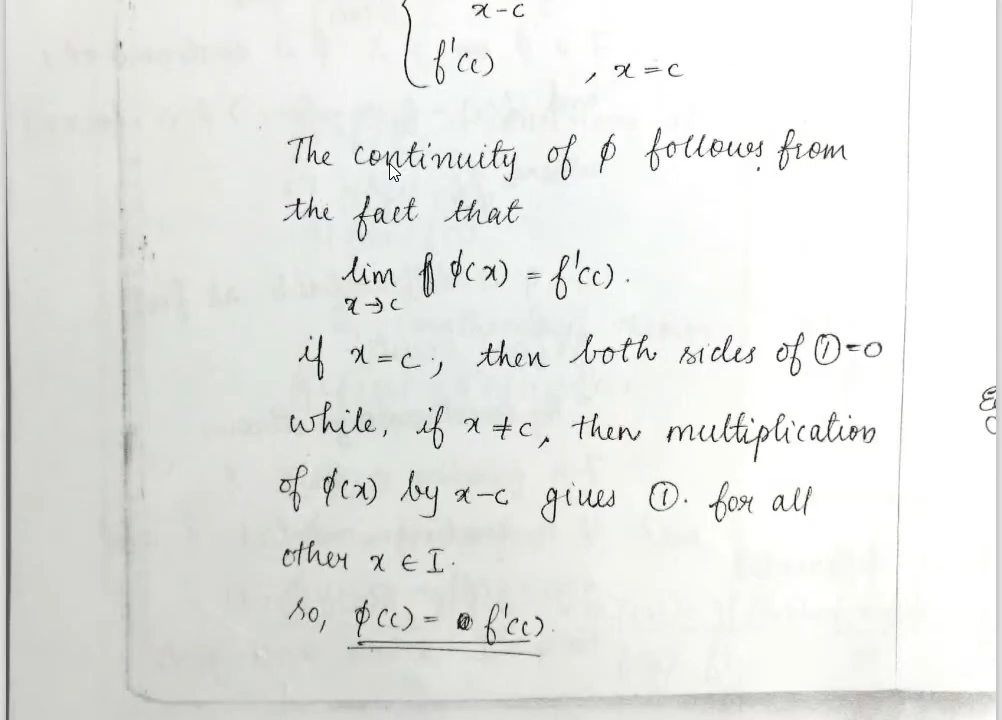 x-c
f'(c) , x = c
The continuity of ϕ follows from
the fact that
lim ϕ(x) = f'(c).
x→c
if x = c, then both sides of ①=0
while, if x ≠ c, then multiplication
of ϕ(x) by x-c gives ①. for all
other x ∈ I.
so, ϕ(c) = f'(c).